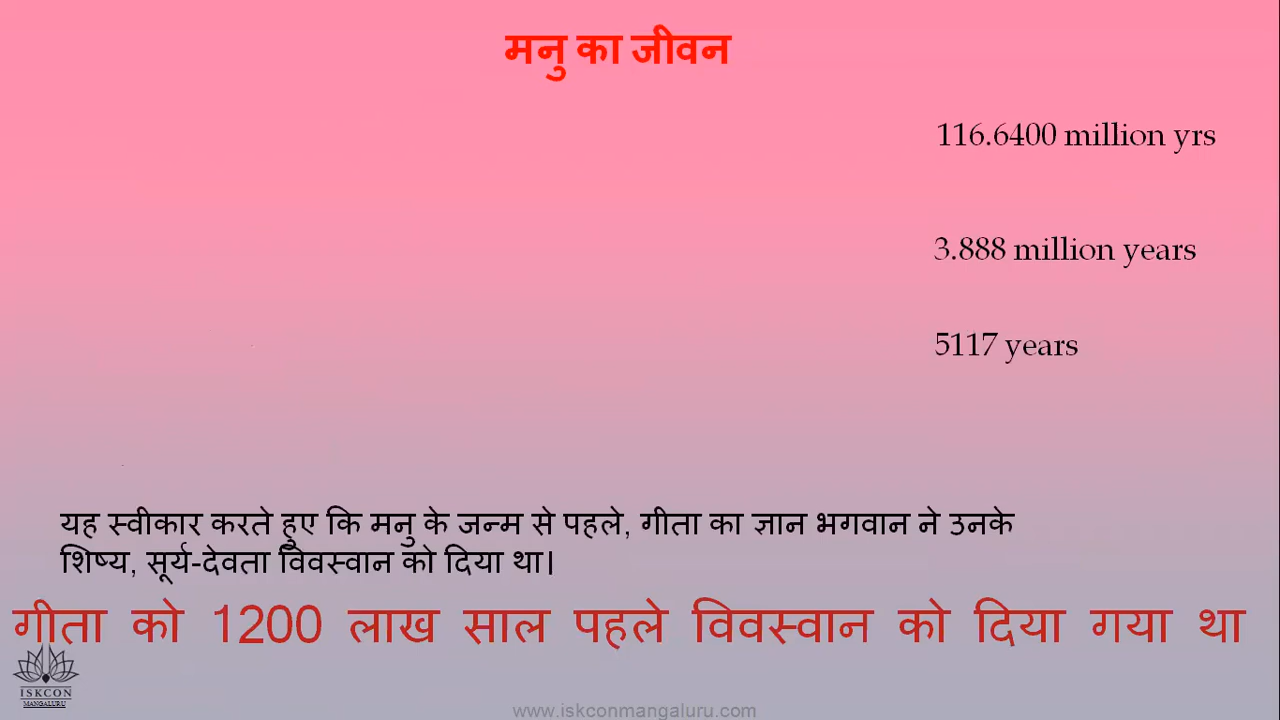 मनु का जीवन
116.6400 million yrs
3.888 million years
5117 years
यह स्वीकार करते हुए कि मनु के जन्म से पहले, गीता का ज्ञान भगवान ने उनके
शिष्य, सूर्य-देवता विवस्वान को दिया था।
गीता को 1200 लाख साल पहले विवस्वान को दिया गया था
ISKCON
MANGALURU
www.iskconmangaluru.com